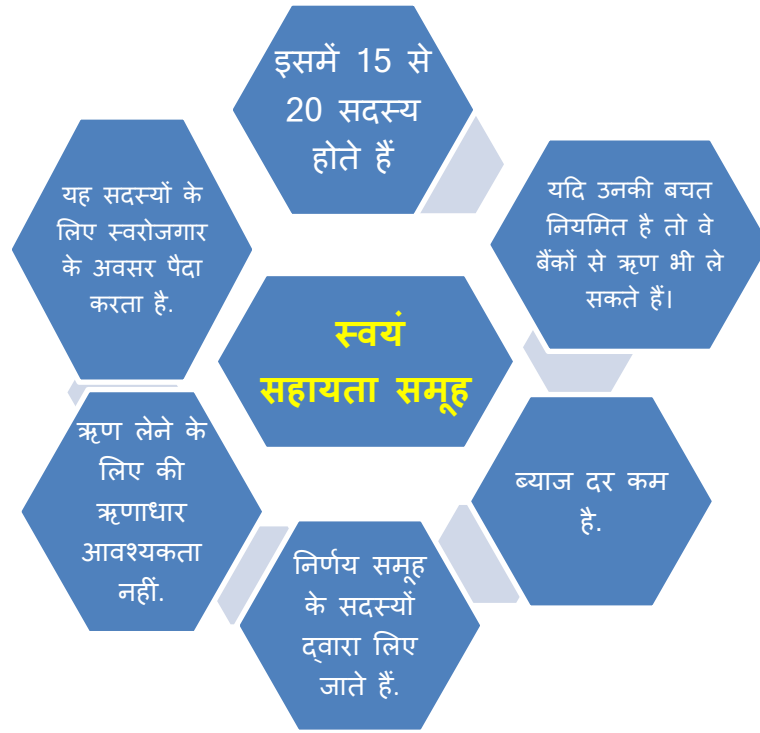 इसमें 15 से
20 सदस्य
होते हैं
यदि उनकी बचत
नियमित है तो वे
बैंकों से ऋण भी ले
सकते हैं।
ब्याज दर कम
है.
निर्णय समूह
के सदस्यों
द्वारा लिए
जाते हैं.
ऋण लेने के
लिए की
ऋणाधार
आवश्यकता
नहीं.
यह सदस्यों के
लिए स्वरोजगार
के अवसर पैदा
करता है.
स्वयं
सहायता समूह